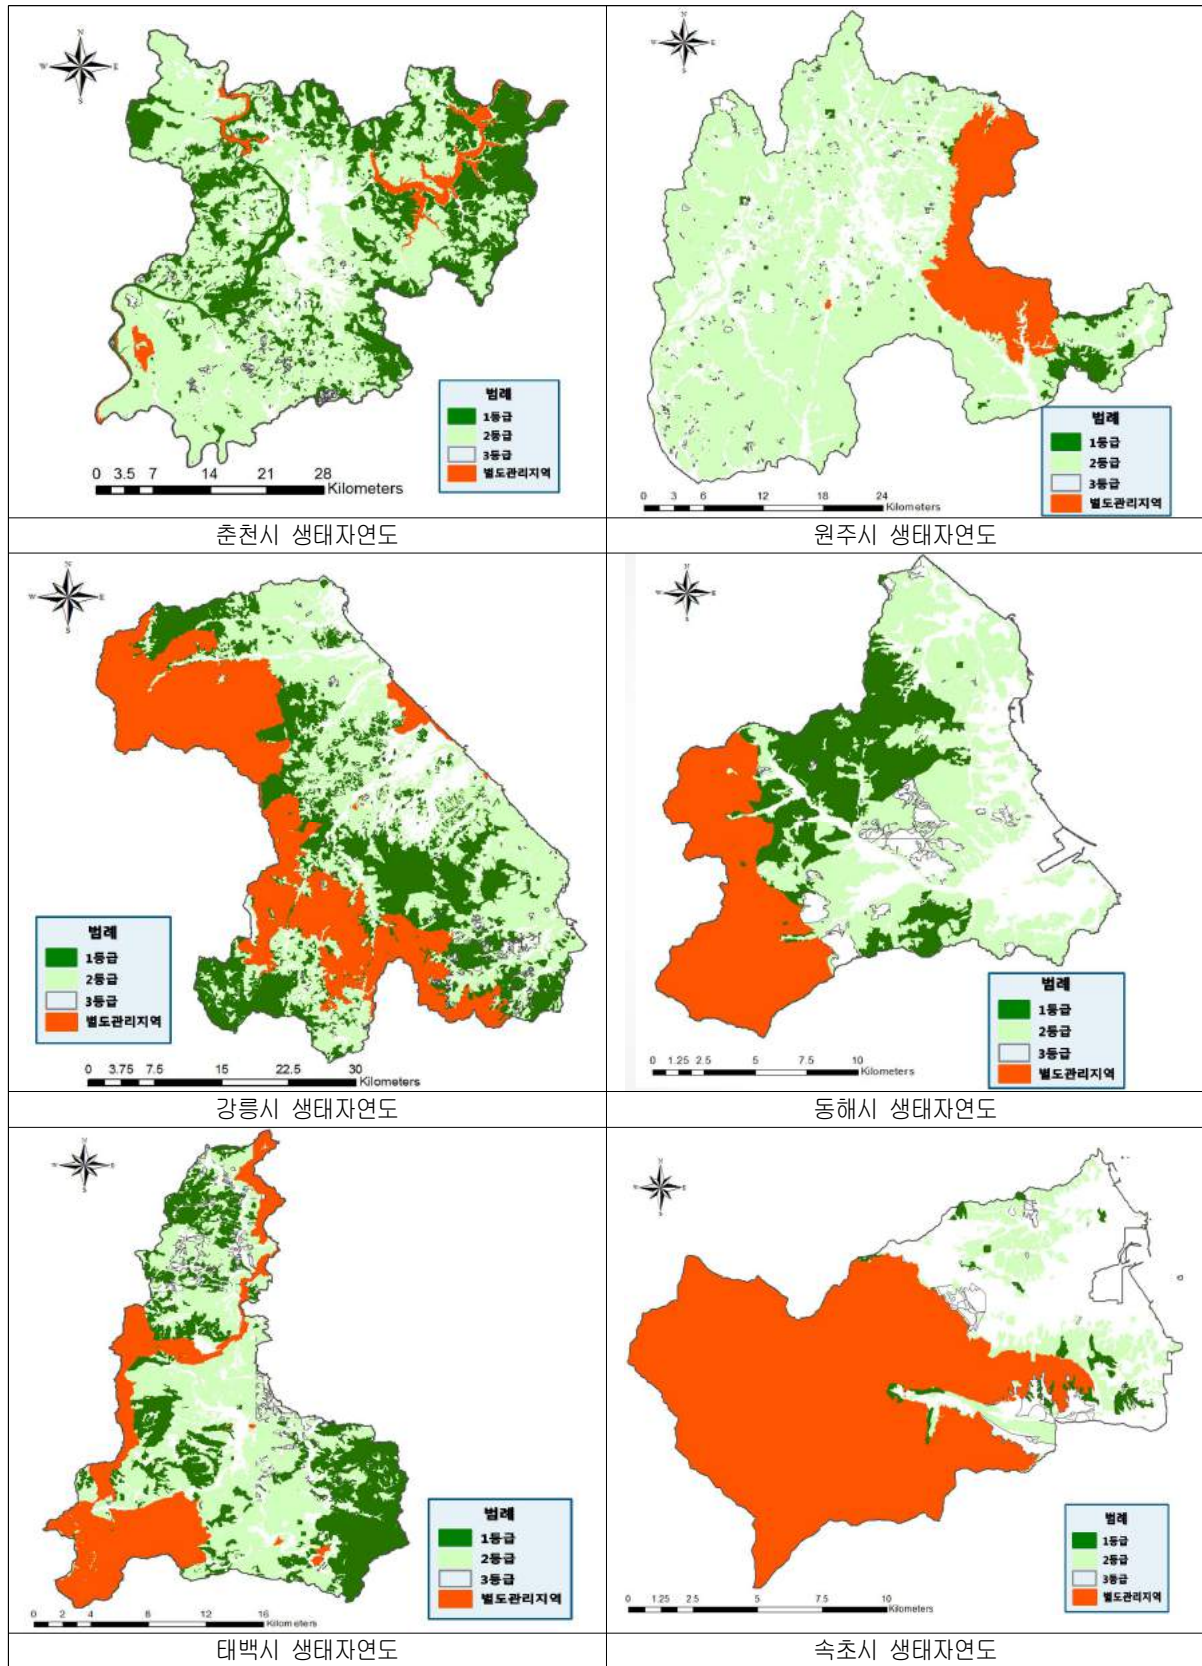 N
W E
S
범례
1등급
2등급
3등급
별도관리지역
0 3.5 7 14 21 28
Kilometers
춘천시 생태자연도
N
W E
S
범례
1등급
2등급
3등급
별도관리지역
0 3 6 12 18 24
Kilometers
원주시 생태자연도
N
W E
S
범례
1등급
2등급
3등급
별도관리지역
0 3.75 7.5 15 22.5 30
Kilometers
강릉시 생태자연도
N
W E
S
범례
1등급
2등급
3등급
별도관리지역
0 1.25 2.5 5 7.5 10
Kilometers
동해시 생태자연도
N
W E
S
범례
1등급
2등급
3등급
별도관리지역
0 2 4 8 12 16
Kilometers
태백시 생태자연도
N
W E
S
범례
1등급
2등급
3등급
별도관리지역
0 1.25 2.5 5 7.5 10
Kilometers
속초시 생태자연도